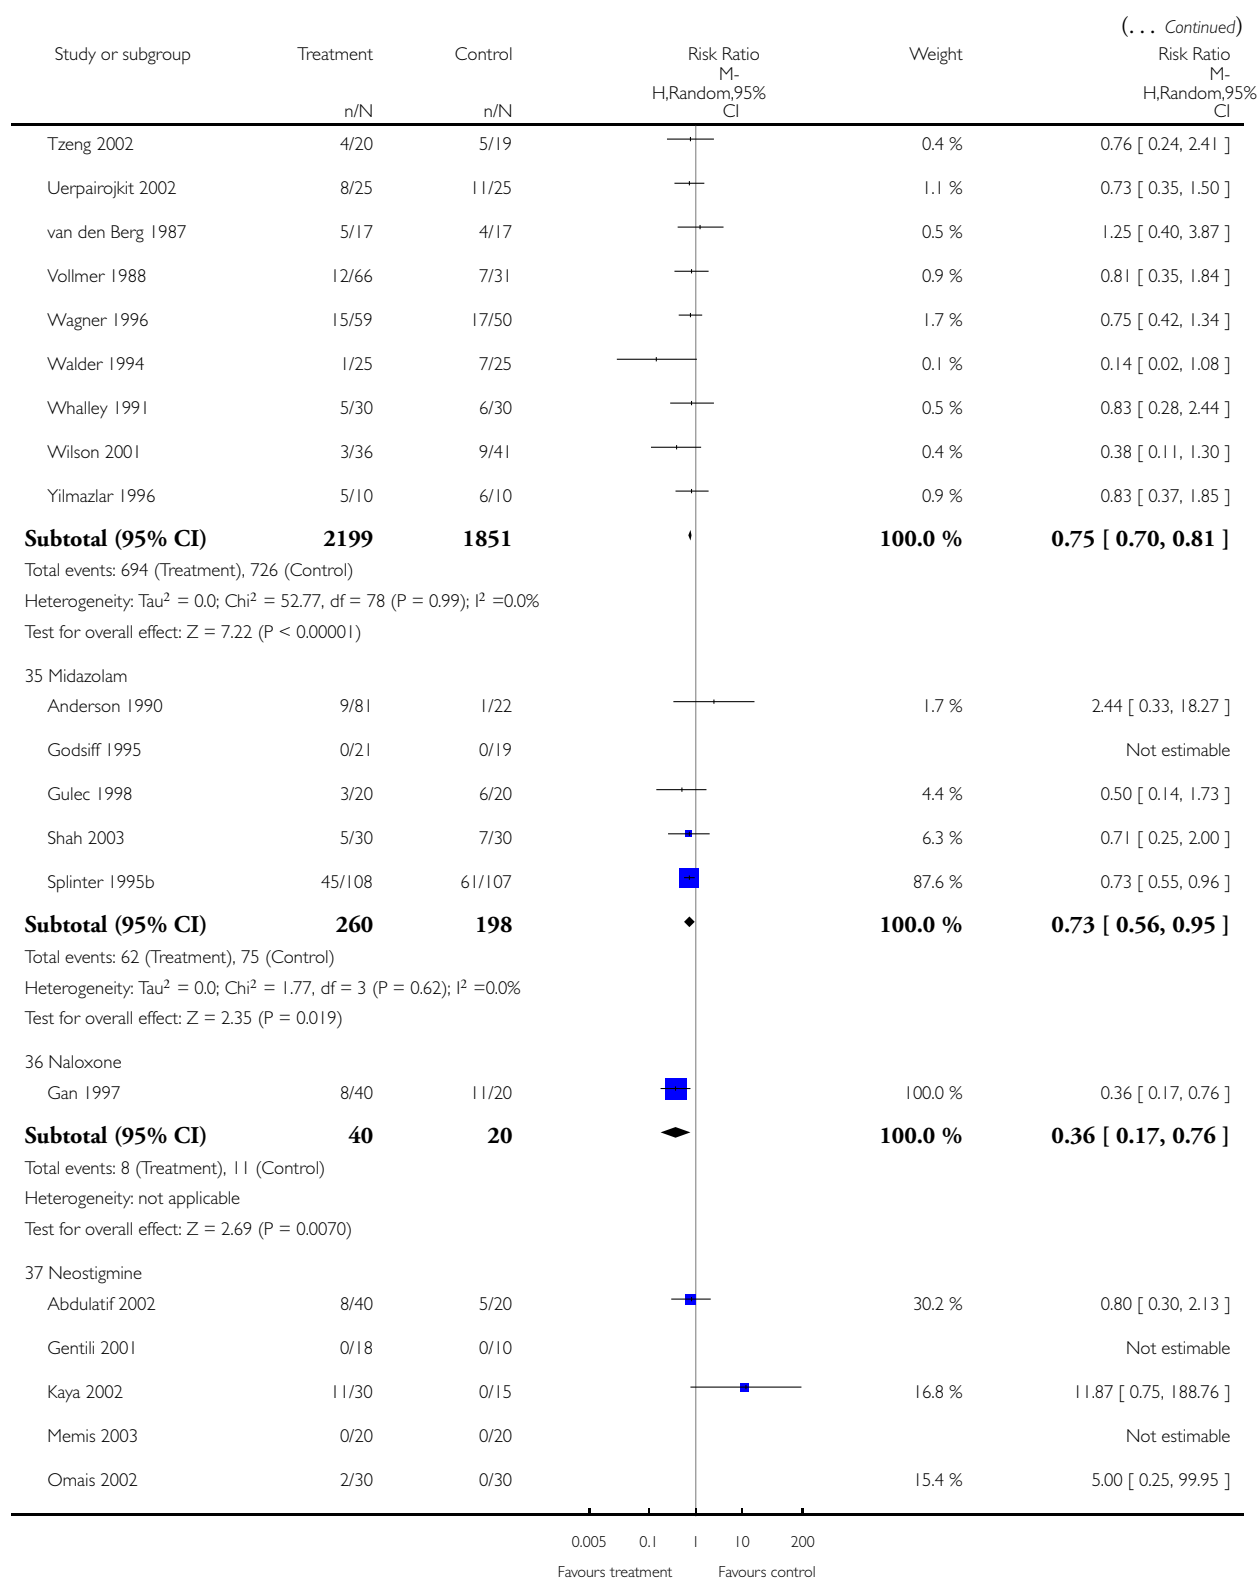 (. . . Continued)
Study or subgroup Treatment Control Risk Ratio Weight Risk Ratio
M- M-
H,Random,95% H,Random,95%
n/N n/N CI CI
Tzeng 2002 4/20 5/19 0.4 % 0.76 [ 0.24, 2.41 ]
Uerpairojkit 2002 8/25 11/25 1.1 % 0.73 [ 0.35, 1.50 ]
van den Berg 1987 5/17 4/17 0.5 % 1.25 [ 0.40, 3.87 ]
Vollmer 1988 12/66 7/31 0.9 % 0.81 [ 0.35, 1.84 ]
Wagner 1996 15/59 17/50 1.7 % 0.75 [ 0.42, 1.34 ]
Walder 1994 1/25 7/25 0.1 % 0.14 [ 0.02, 1.08 ]
Whalley 1991 5/30 6/30 0.5 % 0.83 [ 0.28, 2.44 ]
Wilson 2001 3/36 9/41 0.4 % 0.38 [ 0.11, 1.30 ]
Yilmazlar 1996 5/10 6/10 0.9 % 0.83 [ 0.37, 1.85 ]
Subtotal (95% CI) 2199 1851 100.0 % 0.75 [ 0.70, 0.81 ]
Total events: 694 (Treatment), 726 (Control)
Heterogeneity: Tau² = 0.0; Chi² = 52.77, df = 78 (P = 0.99); I² =0.0%
Test for overall effect: Z = 7.22 (P < 0.00001)
35 Midazolam
Anderson 1990 9/81 1/22 1.7 % 2.44 [ 0.33, 18.27 ]
Godsiff 1995 0/21 0/19 Not estimable
Gulec 1998 3/20 6/20 4.4 % 0.50 [ 0.14, 1.73 ]
Shah 2003 5/30 7/30 6.3 % 0.71 [ 0.25, 2.00 ]
Splinter 1995b 45/108 61/107 87.6 % 0.73 [ 0.55, 0.96 ]
Subtotal (95% CI) 260 198 100.0 % 0.73 [ 0.56, 0.95 ]
Total events: 62 (Treatment), 75 (Control)
Heterogeneity: Tau² = 0.0; Chi² = 1.77, df = 3 (P = 0.62); I² =0.0%
Test for overall effect: Z = 2.35 (P = 0.019)
36 Naloxone
Gan 1997 8/40 11/20 100.0 % 0.36 [ 0.17, 0.76 ]
Subtotal (95% CI) 40 20 100.0 % 0.36 [ 0.17, 0.76 ]
Total events: 8 (Treatment), 11 (Control)
Heterogeneity: not applicable
Test for overall effect: Z = 2.69 (P = 0.0070)
37 Neostigmine
Abdulatif 2002 8/40 5/20 30.2 % 0.80 [ 0.30, 2.13 ]
Gentili 2001 0/18 0/10 Not estimable
Kaya 2002 11/30 0/15 16.8 % 11.87 [ 0.75, 188.76 ]
Memis 2003 0/20 0/20 Not estimable
Omais 2002 2/30 0/30 15.4 % 5.00 [ 0.25, 99.95 ]
0.005 0.1 1 10 200
Favours treatment Favours control